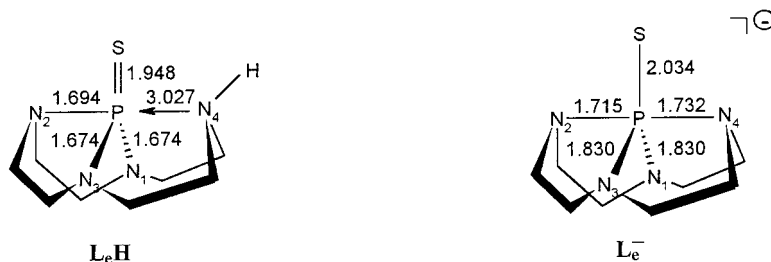 S
H
1.948
1.694
3.027
N2
P
N4
1.674
1.674
N3
N1
LeH
S
⊖
2.034
1.715
1.732
N2
P
N4
1.830
1.830
N3
N1
Le−